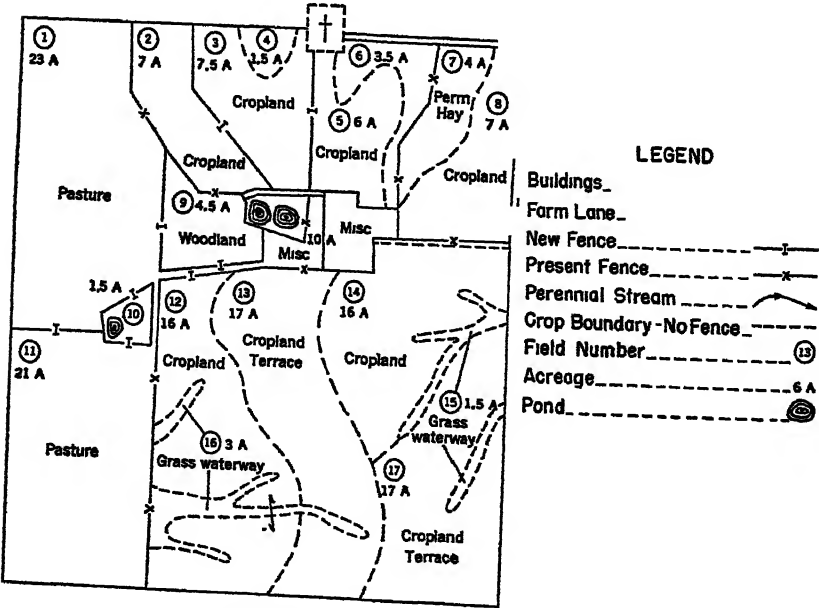 1
23 A
2
7 A
3
7.5 A
4
1.5 A
6 3.5 A
7 4 A
Perm
Hay
8
7 A
Cropland
5 6 A
Cropland
Cropland
Cropland
Pasture
9 4.5 A
Woodland
Misc
10 A
Misc
1.5 A
10
12
16 A
13
17 A
14
16 A
11
21 A
Cropland
Cropland
Terrace
Cropland
15 1.5 A
Grass
waterway
16 3 A
Grass waterway
Pasture
17
17 A
Cropland
Terrace
LEGEND
Buildings
Farm Lane
New Fence
Present Fence
Perennial Stream
Crop Boundary-No Fence
Field Number 13
Acreage 6 A
Pond